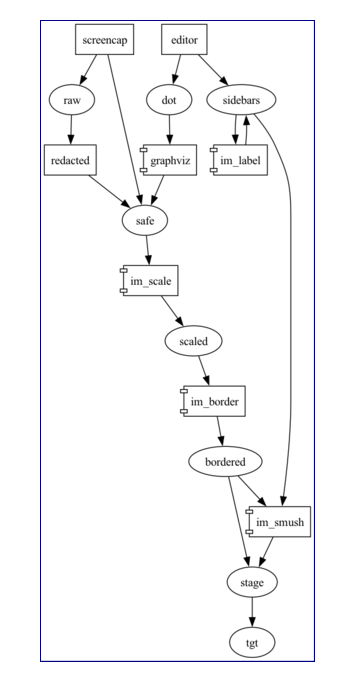 screencap
editor
raw
dot
sidebars
redacted
graphviz
im_label
safe
im_scale
scaled
im_border
bordered
im_smush
stage
tgt